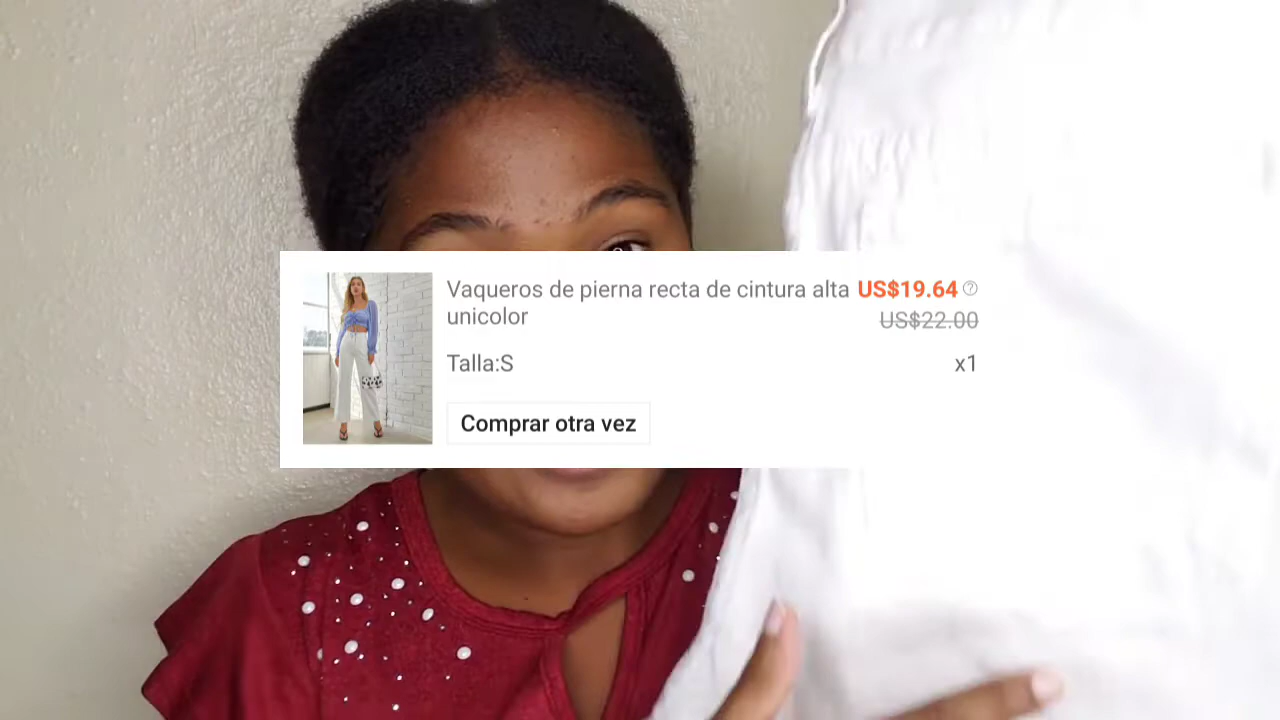 Vaqueros de pierna recta de cintura alta US$19.64
unicolor US$22.00
Talla:S x1
Comprar otra vez